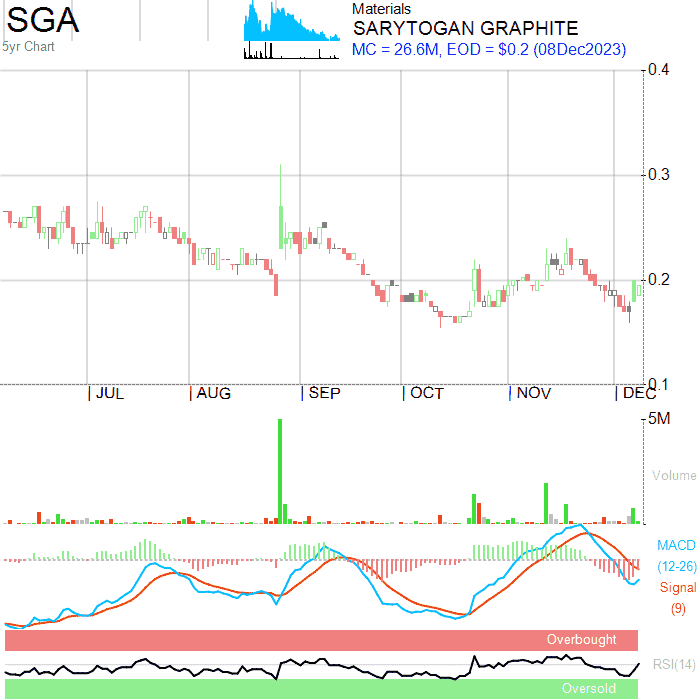 SGA
5yr Chart
Materials
SARYTOGAN GRAPHITE
MC = 26.6M, EOD = $0.2 (08Dec2023)
0.4
0.3
0.2
0.1
JUL AUG SEP OCT NOV DEC
5M
Volume
MACD
(12-26)
Signal
(9)
Overbought
RSI(14)
Oversold